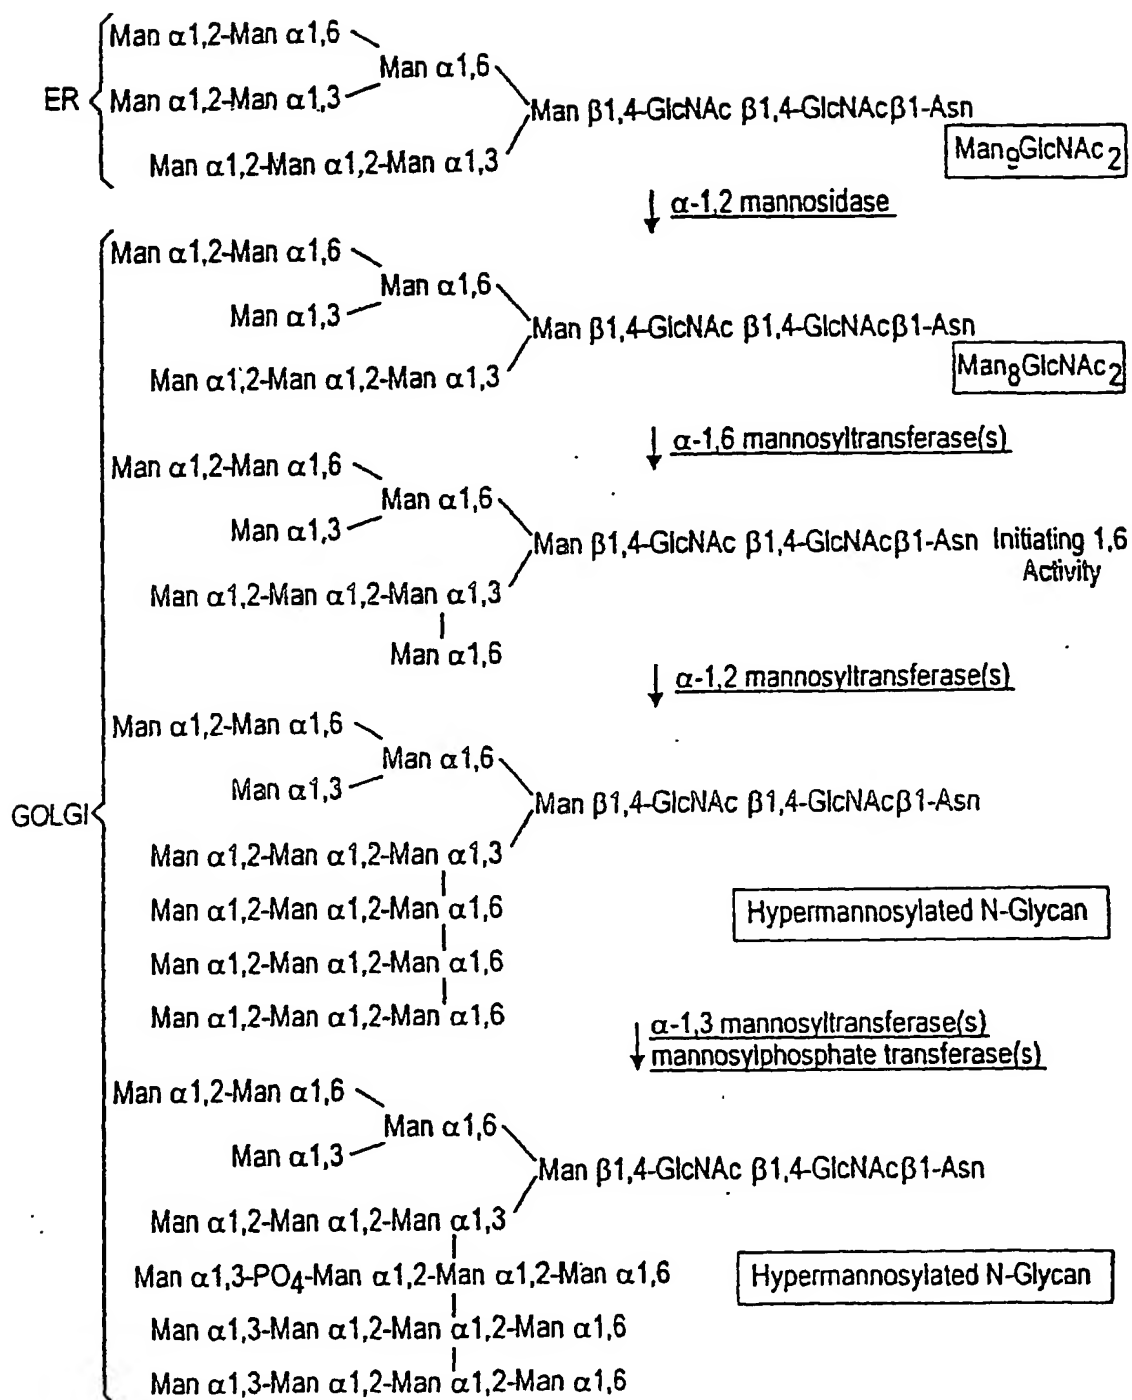 Man α1,2-Man α1,6
Man α1,6
ER
Man α1,2-Man α1,3
Man β1,4-GlcNAc β1,4-GlcNAcβ1-Asn
Man α1,2-Man α1,2-Man α1,3
Man9GlcNAc2
α-1,2 mannosidase
Man α1,2-Man α1,6
Man α1,6
Man α1,3
Man β1,4-GlcNAc β1,4-GlcNAcβ1-Asn
Man α1,2-Man α1,2-Man α1,3
Man8GlcNAc2
α-1,6 mannosyltransferase(s)
Man α1,2-Man α1,6
Man α1,6
Man α1,3
Man β1,4-GlcNAc β1,4-GlcNAcβ1-Asn Initiating 1,6
Activity
Man α1,2-Man α1,2-Man α1,3
Man α1,6
α-1,2 mannosyltransferase(s)
Man α1,2-Man α1,6
Man α1,6
Man α1,3
Man β1,4-GlcNAc β1,4-GlcNAcβ1-Asn
GOLGI
Man α1,2-Man α1,2-Man α1,3
Man α1,2-Man α1,2-Man α1,6
Hypermannosylated N-Glycan
Man α1,2-Man α1,2-Man α1,6
Man α1,2-Man α1,2-Man α1,6
α-1,3 mannosyltransferase(s)
mannosylphosphate transferase(s)
Man α1,2-Man α1,6
Man α1,6
Man α1,3
Man β1,4-GlcNAc β1,4-GlcNAcβ1-Asn
Man α1,2-Man α1,2-Man α1,3
Man α1,3-PO4-Man α1,2-Man α1,2-Man α1,6
Hypermannosylated N-Glycan
Man α1,3-Man α1,2-Man α1,2-Man α1,6
Man α1,3-Man α1,2-Man α1,2-Man α1,6